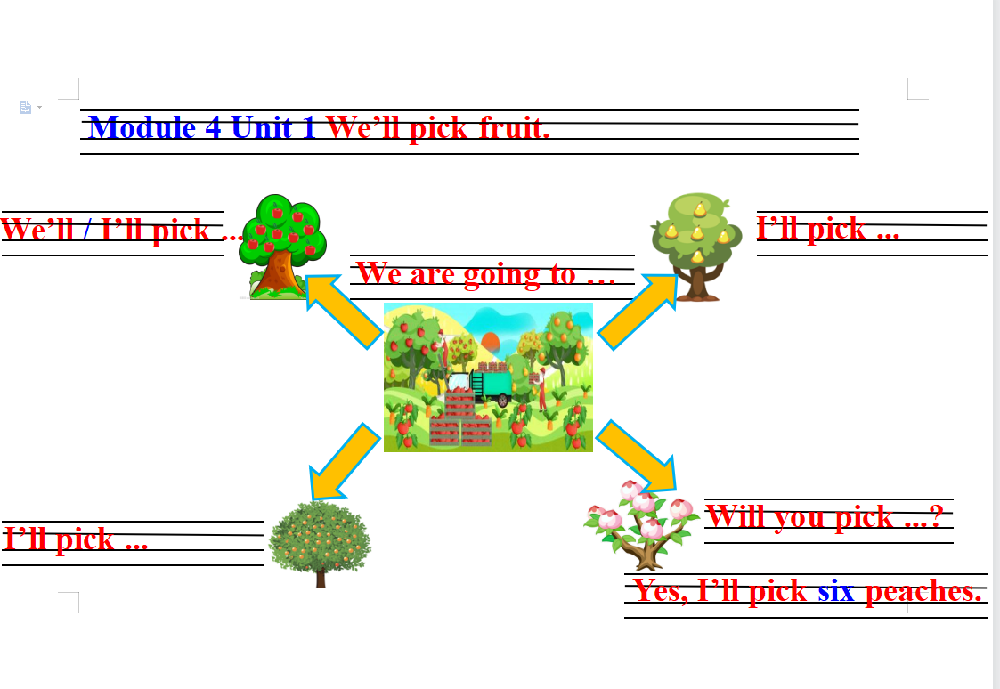 Module 4 Unit 1 We’ll pick fruit.
We’ll / I’ll pick ...
I’ll pick ...
We are going to …
I’ll pick ...
Will you pick ...?
Yes, I’ll pick six peaches.